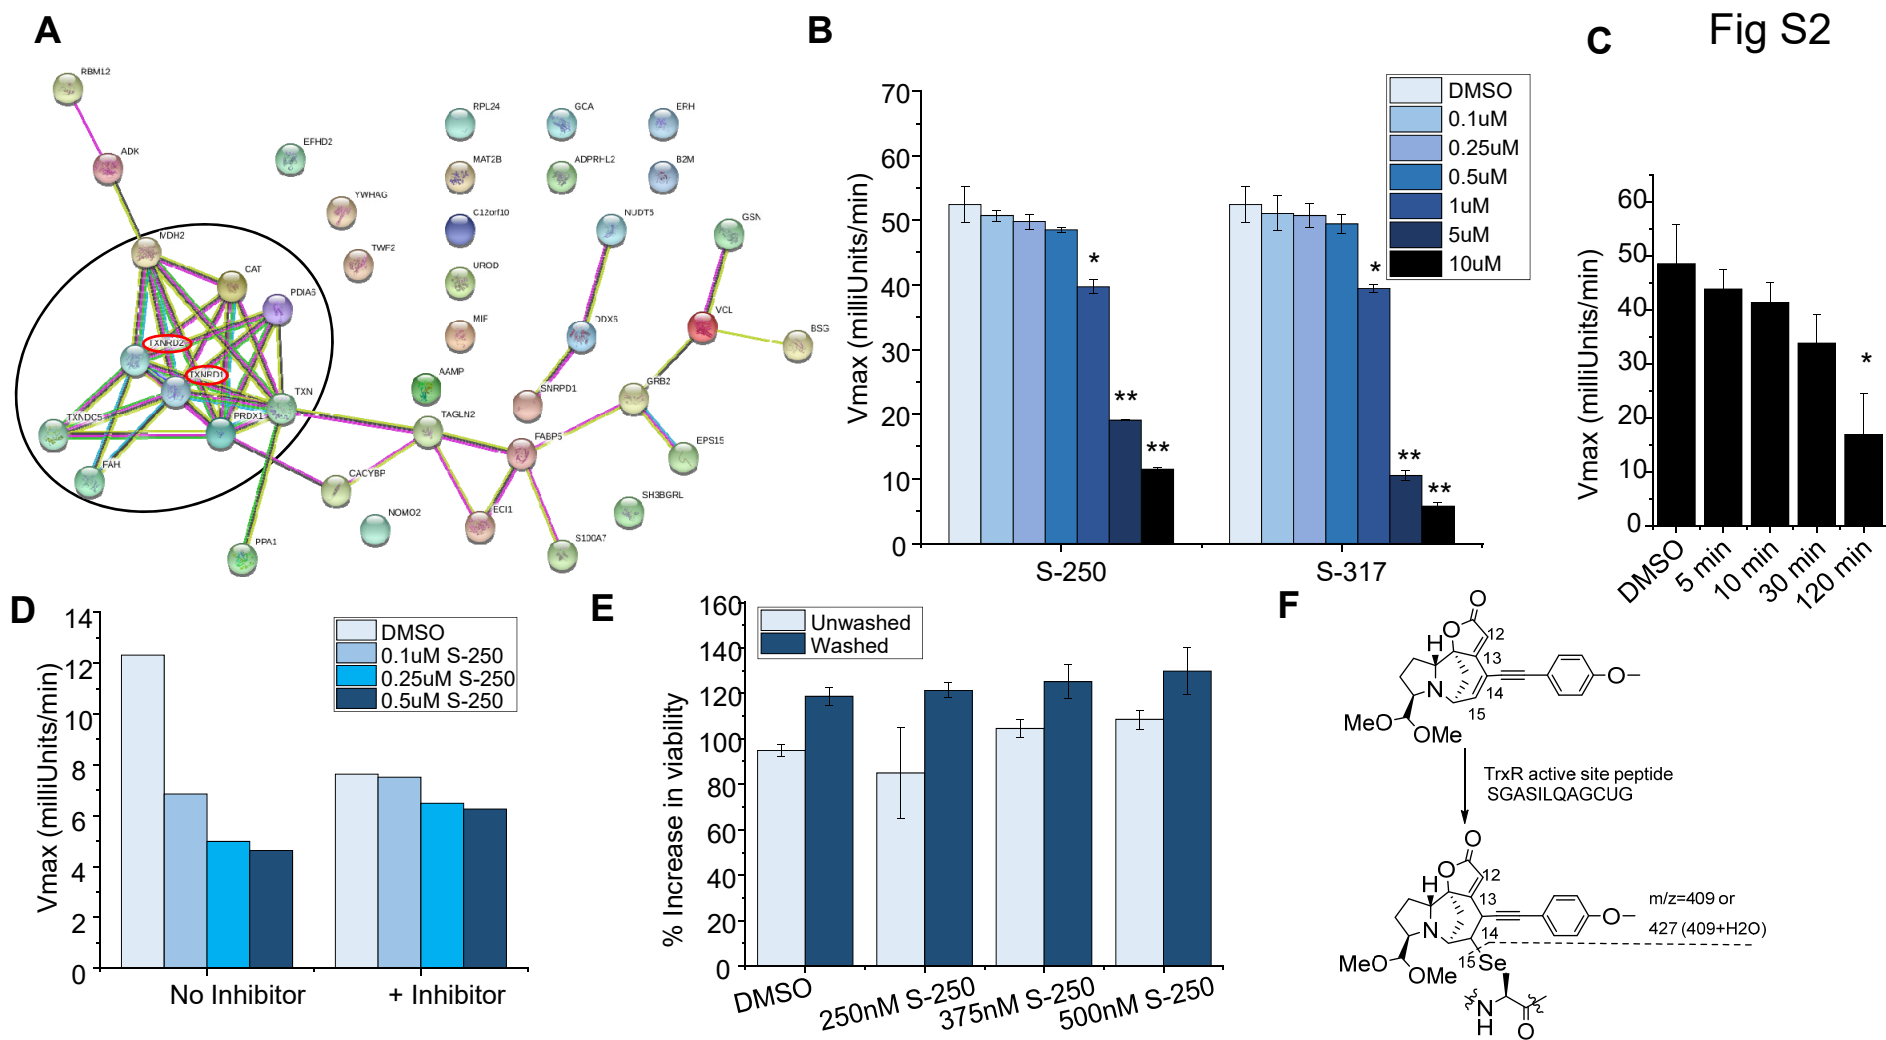 Fig S2
A
RBM12
ADK
EFHD2
YWHAG
TWF2
RPL24
GCA
ERH
MAT2B
ADPRHL2
B2M
C12orf10
UROD
MIF
AAMP
NUDT5
GSN
DDX6
VCL
BSG
SNRPD1
GRB2
MDH2
CAT
PDIA6
TXNRD2
TXNRD1
TXN
TXNDC5
PRDX1
FAH
TAGLN2
FABP5
EPS15
CACYBP
NOMO2
ECI1
SH3BGRL
S100A7
PPA1
B
Vmax (milliUnits/min)
70
60
50
40
30
20
10
0
DMSO
0.1uM
0.25uM
0.5uM
1uM
5uM
10uM
*
**
**
*
**
**
S-250
S-317
C
Vmax (milliUnits/min)
60
50
40
30
20
10
0
*
DMSO
5 min
10 min
30 min
120 min
D
Vmax (milliUnits/min)
14
12
10
8
6
4
2
0
DMSO
0.1uM S-250
0.25uM S-250
0.5uM S-250
No Inhibitor
+ Inhibitor
E
% Increase in viability
160
140
120
100
80
60
40
20
0
Unwashed
Washed
DMSO
250nM S-250
375nM S-250
500nM S-250
F
O
O
H
12
13
14
15
N
O
MeO
OMe
TrxR active site peptide
SGASILQAGCUG
O
O
H
12
13
14
15
N
O
m/z=409 or
427 (409+H2O)
MeO
OMe
Se
N
H
O